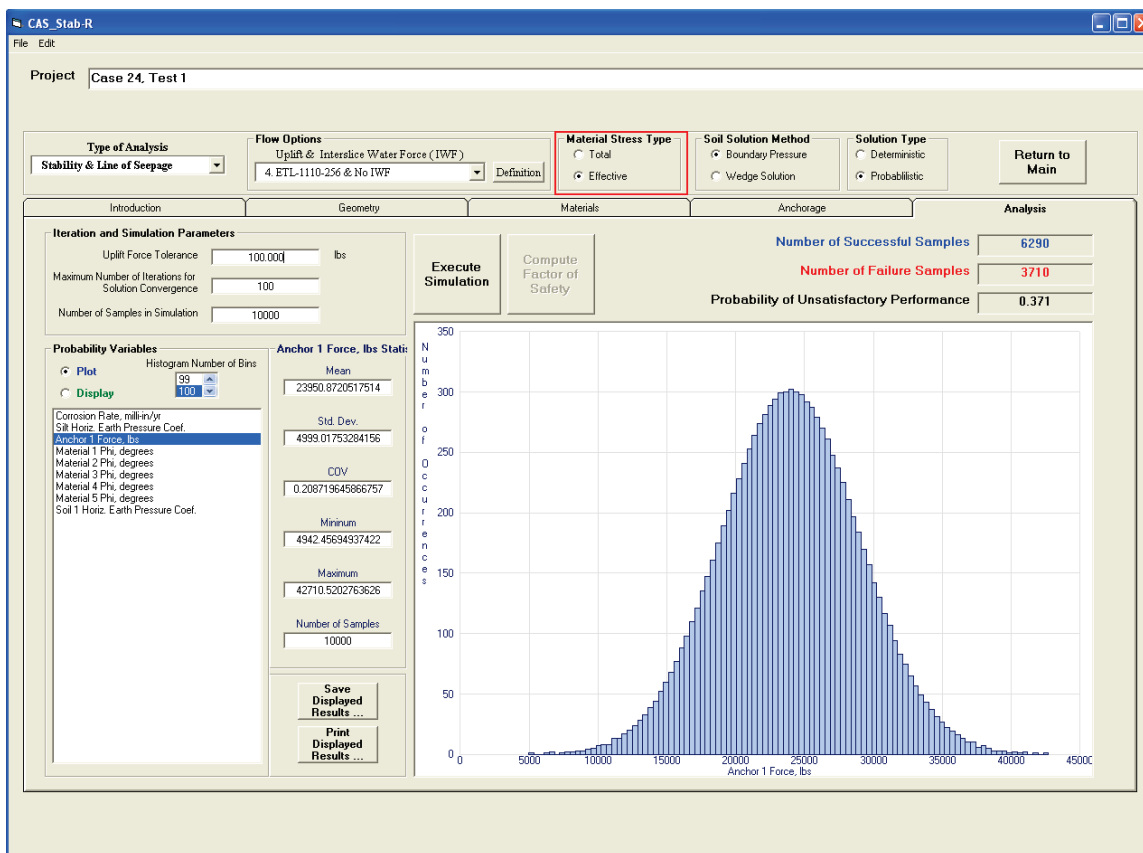 CAS_Stab-R
File Edit
Project Case 24, Test 1
Type of Analysis
Stability & Line of Seepage
Flow Options
Uplift & Interslice Water Force ( IWF )
4. ETL-1110-256 & No IWF
Definition
Material Stress Type
Total
Effective
Soil Solution Method
Boundary Pressure
Wedge Solution
Solution Type
Deterministic
Probabliistic
Return to
Main
Introduction Geometry Materials Anchorage Analysis
Iteration and Simulation Parameters
Uplift Force Tolerance 100.000 lbs
Maximum Number of Iterations for
Solution Convergence 100
Number of Samples in Simulation 10000
Execute
Simulation
Compute
Factor of
Safety
Number of Successful Samples 6290
Number of Failure Samples 3710
Probability of Unsatisfactory Performance 0.371
Probability Variables
Plot
Display
Histogram Number of Bins
99
100
Corrosion Rate, milli-in/yr
Silt Horiz. Earth Pressure Coef.
Anchor 1 Force, lbs
Material 1 Phi, degrees
Material 2 Phi, degrees
Material 3 Phi, degrees
Material 4 Phi, degrees
Material 5 Phi, degrees
Soil 1 Horiz. Earth Pressure Coef.
Anchor 1 Force, lbs Statis
Mean
23950.8720517514
Std. Dev.
4999.01753284156
COV
0.208719645866757
Mininum
4942.45694937422
Maximum
42710.5202763626
Number of Samples
10000
Save
Displayed
Results ...
Print
Displayed
Results ...
Number of Occurrences
350
300
250
200
150
100
50
0
0 5000 10000 15000 20000 25000 30000 35000 40000 45000
Anchor 1 Force, lbs